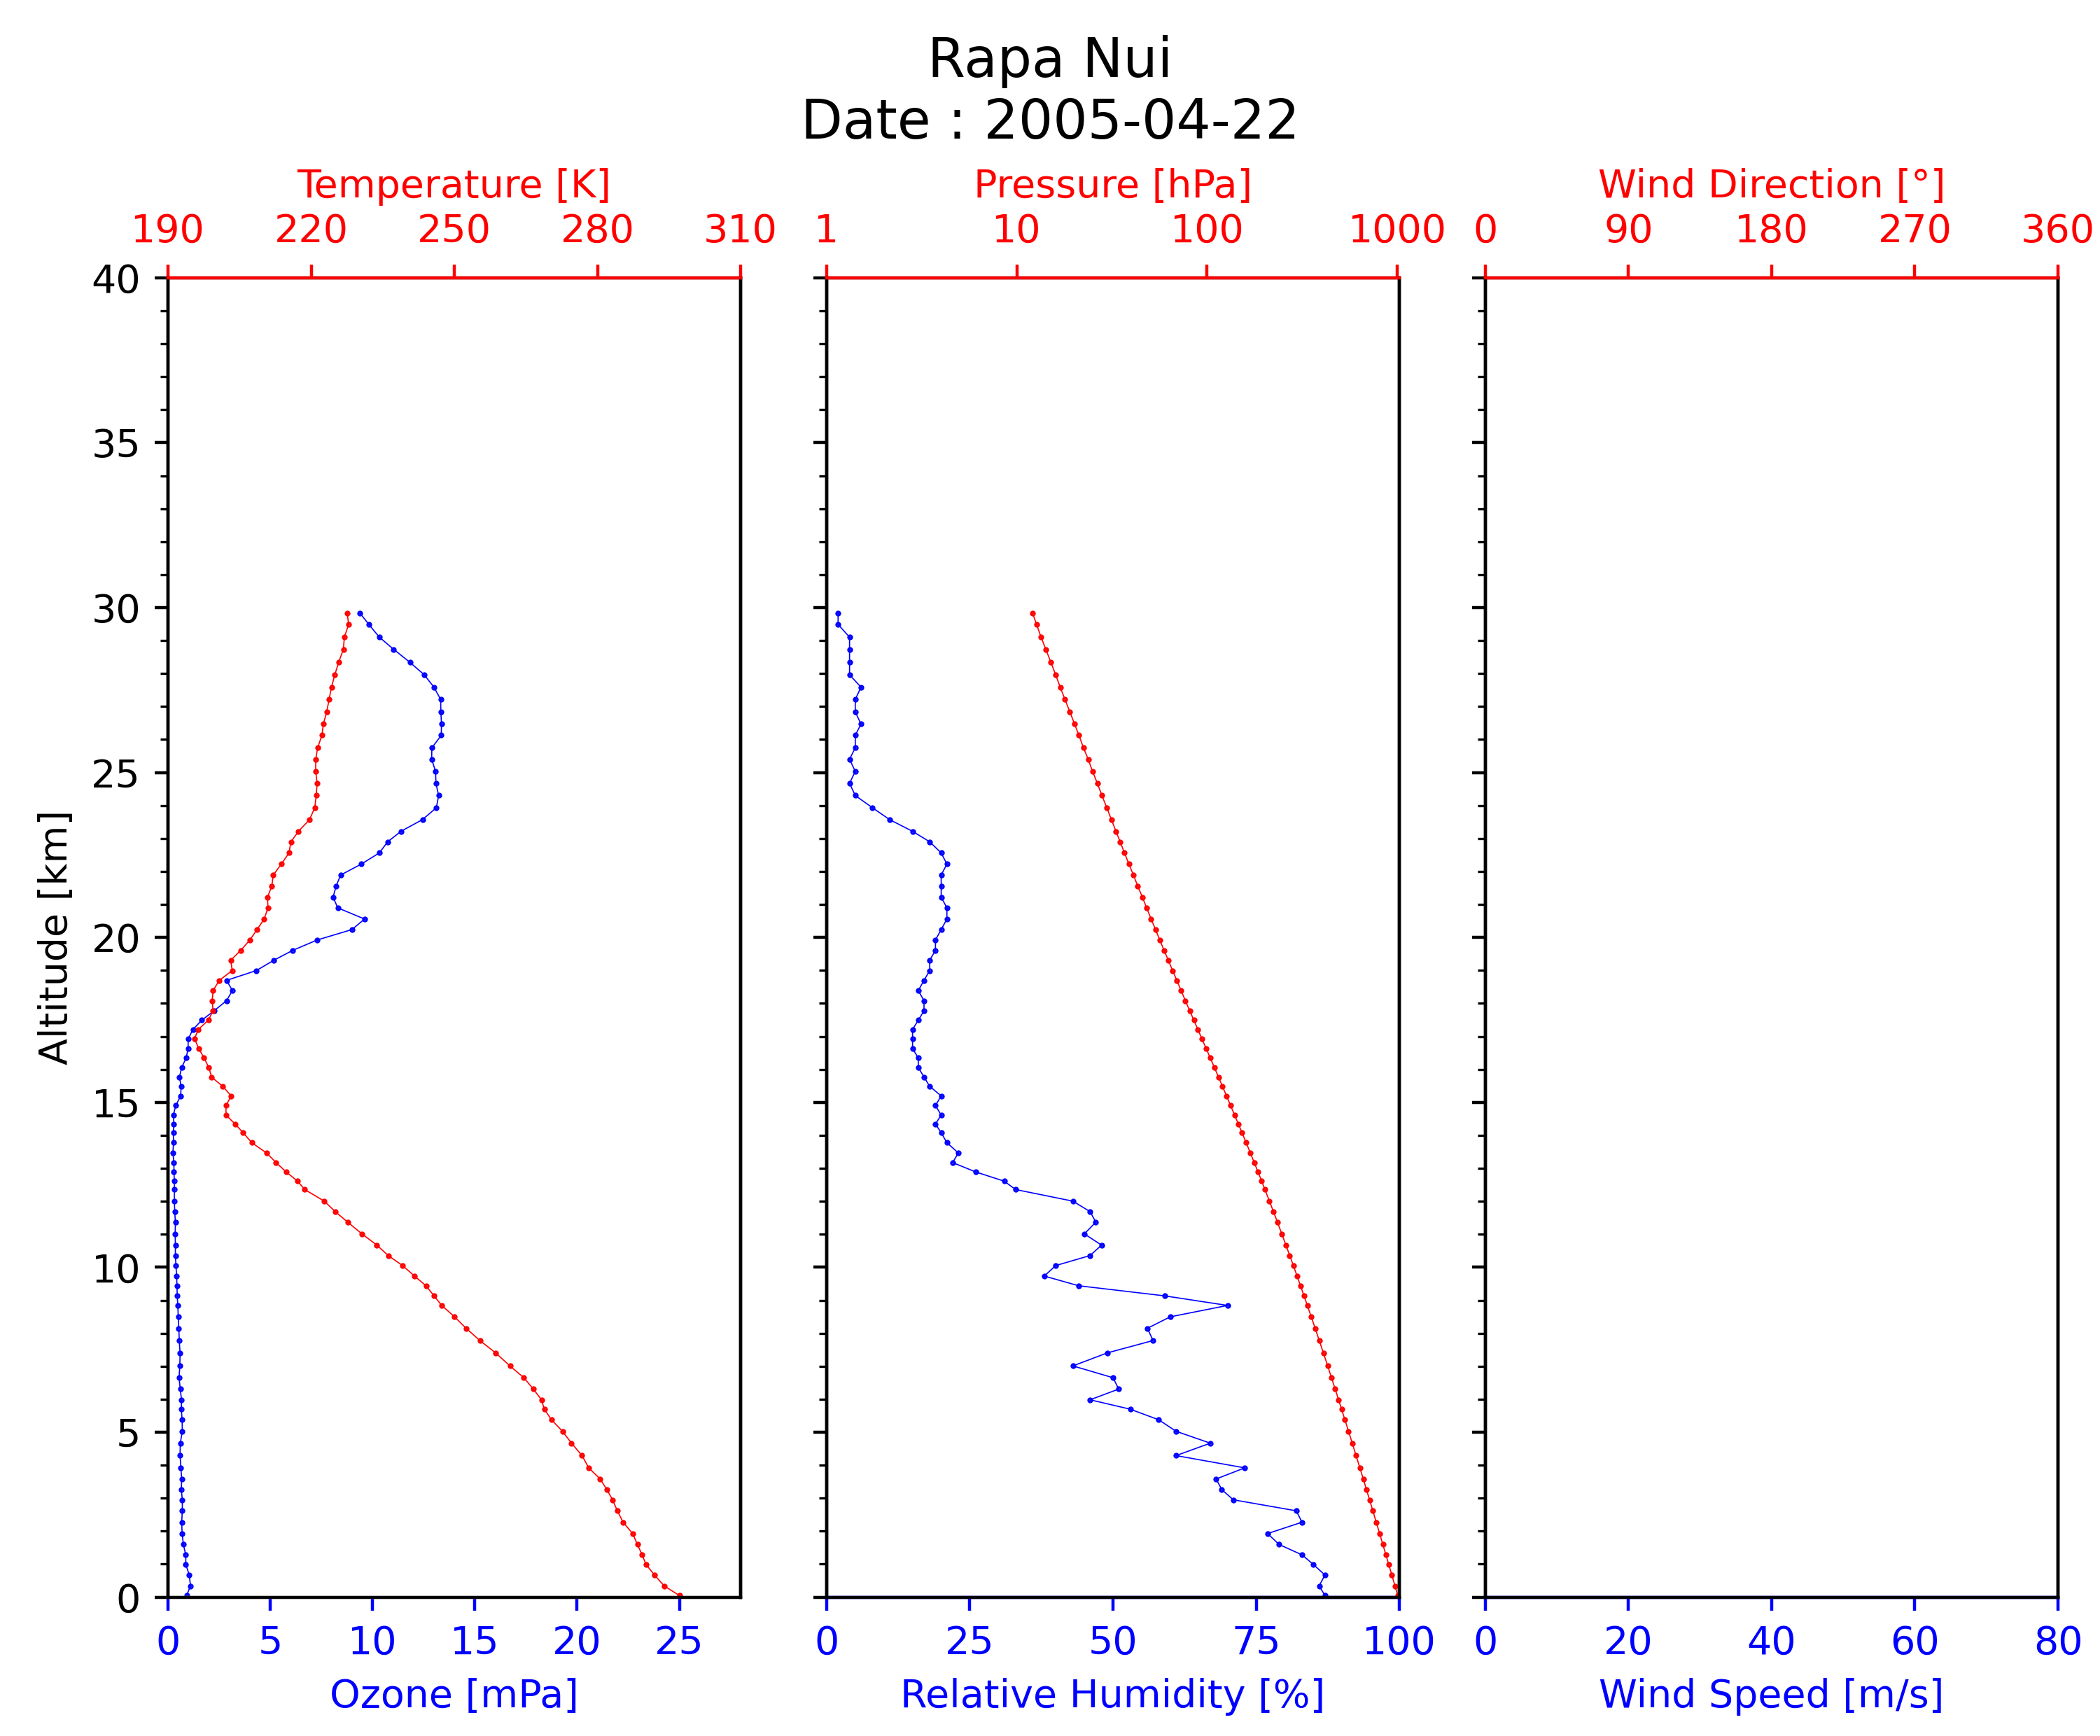 Rapa Nui
Date : 2005-04-22
Temperature [K]
190 220 250 280 310
Pressure [hPa]
1 10 100 1000
Wind Direction [°]
0 90 180 270 360
40
35
30
25
20
15
10
5
0
Altitude [km]
0 5 10 15 20 25
Ozone [mPa]
0 25 50 75 100
Relative Humidity [%]
0 20 40 60 80
Wind Speed [m/s]